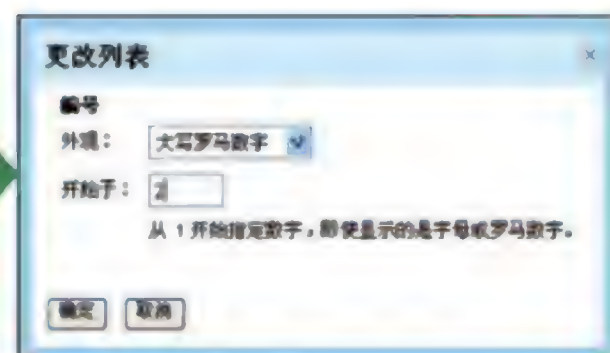 更改列表
编号
外观： 大写罗马数字
开始于： 2
从 1 开始指定数字，即使显示的是字母或罗马数字。
确定 取消